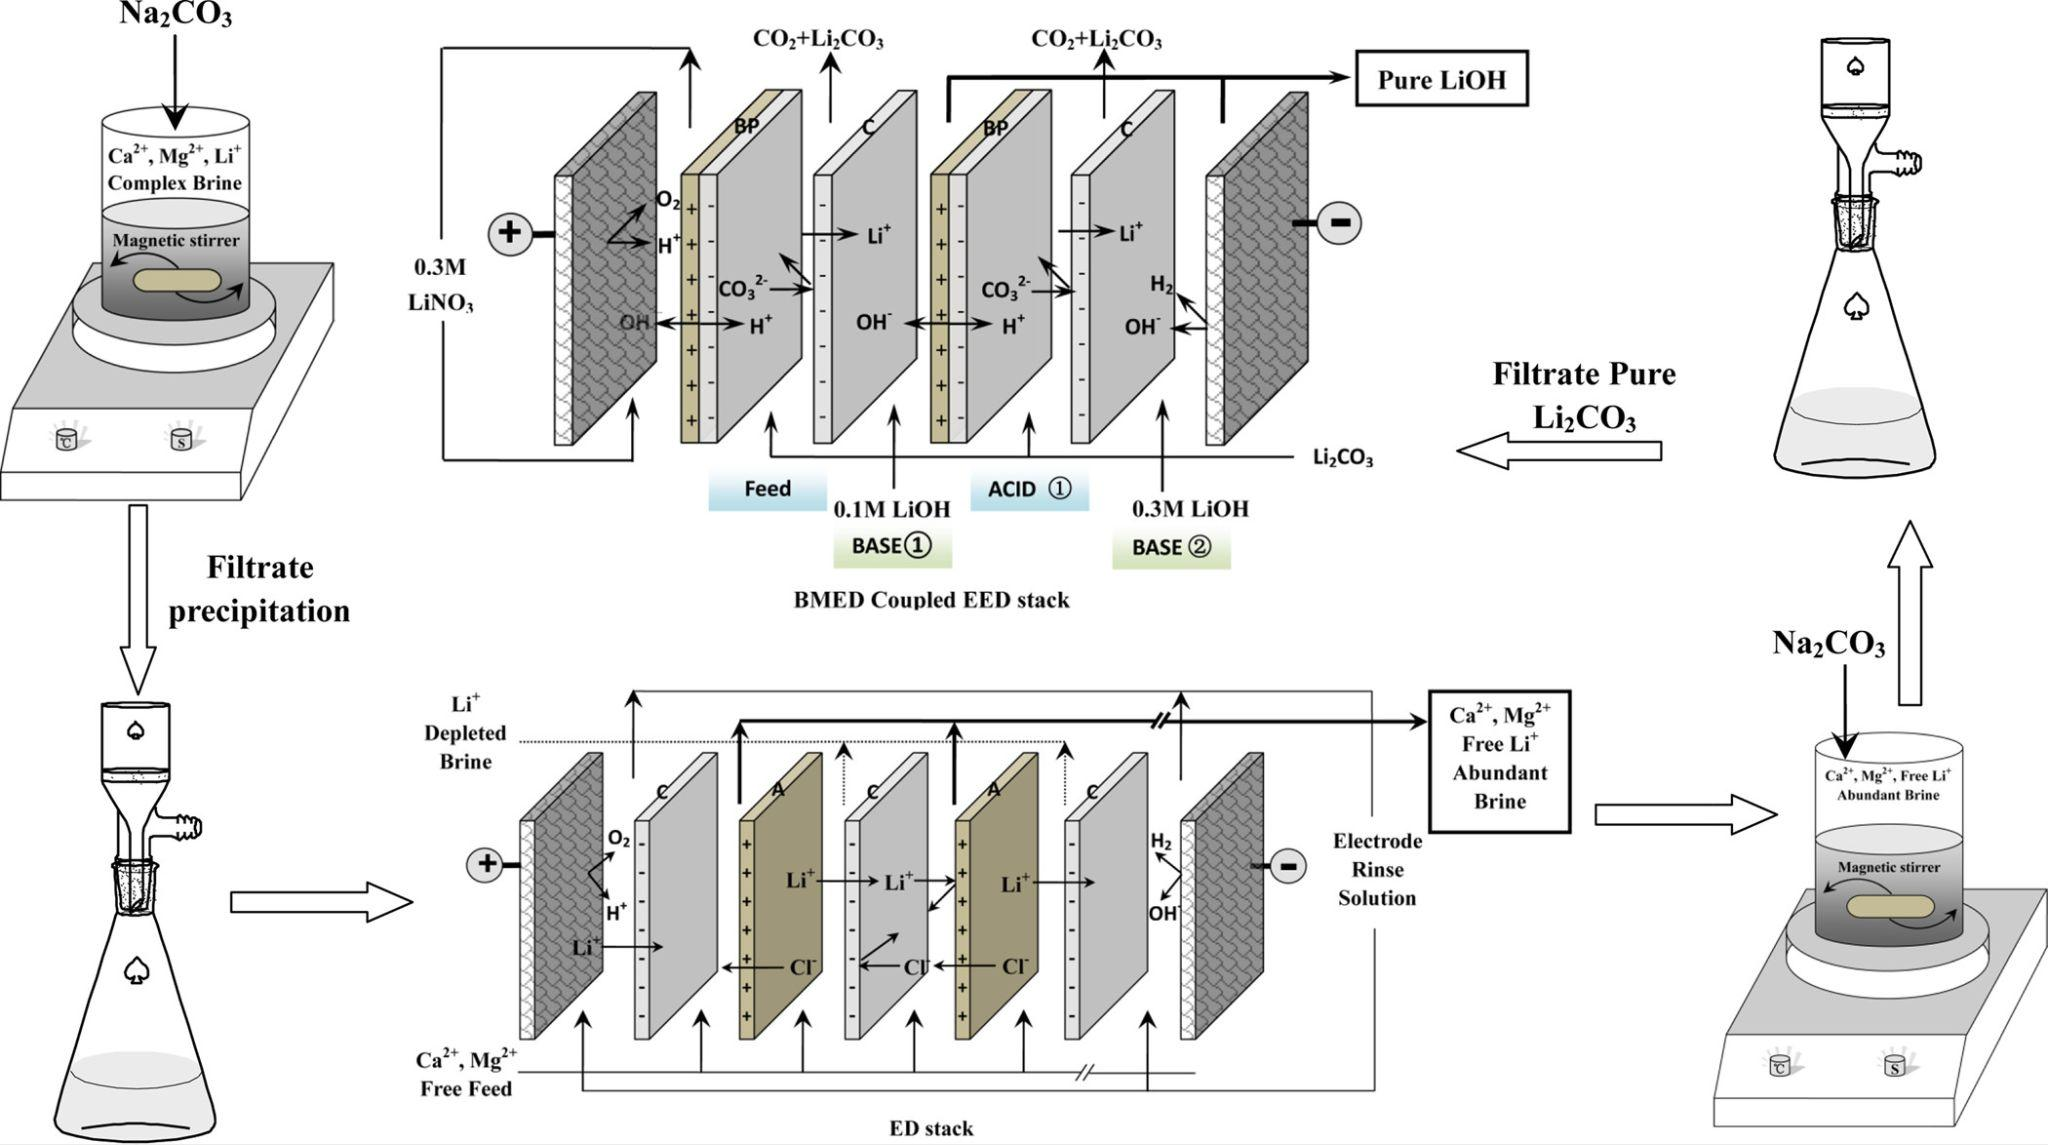 Na₂CO₃
Ca²⁺, Mg²⁺, Li⁺
Complex Brine
Magnetic stirrer
℃
S
Filtrate
precipitation
CO₂+Li₂CO₃
CO₂+Li₂CO₃
Pure LiOH
BP
C
BP
C
+
-
O₂
H⁺
Li⁺
Li⁺
0.3M
LiNO₃
CO₃²⁻
CO₃²⁻
H₂
OH
H⁺
OH⁻
H⁺
OH⁻
Li₂CO₃
Feed
ACID ①
0.1M LiOH
0.3M LiOH
BASE①
BASE ②
BMED Coupled EED stack
Filtrate Pure
Li₂CO₃
Na₂CO₃
Ca²⁺, Mg²⁺, Free Li⁺
Abundant Brine
Magnetic stirrer
℃
S
Li⁺
Depleted
Brine
Ca²⁺, Mg²⁺
Free Li⁺
Abundant
Brine
C
A
C
A
C
+
-
O₂
H⁺
H₂
OH⁻
Li⁺
Li⁺
Li⁺
Li⁺
Cl⁻
Cl⁻
Cl⁻
Electrode
Rinse
Solution
Ca²⁺, Mg²⁺
Free Feed
ED stack